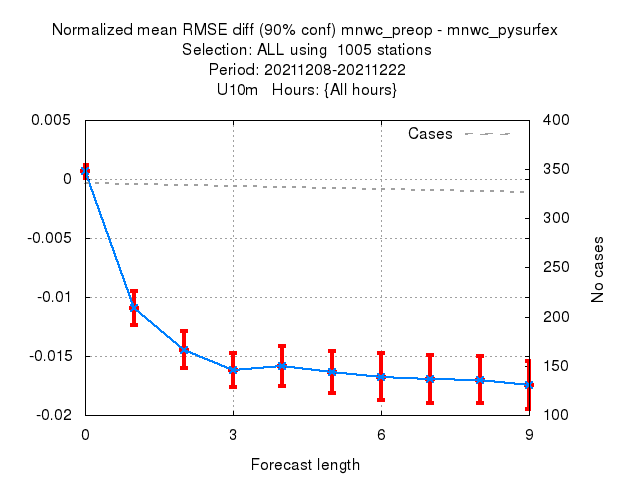 Normalized mean RMSE diff (90% conf) mnwc_preop - mnwc_pysurfex
Selection: ALL using  1005 stations
Period: 20211208-20211222
U10m   Hours: {All hours}
0.005
0
-0.005
-0.01
-0.015
-0.02
Cases
400
350
300
250
200
150
100
No cases
0
3
6
9
Forecast length